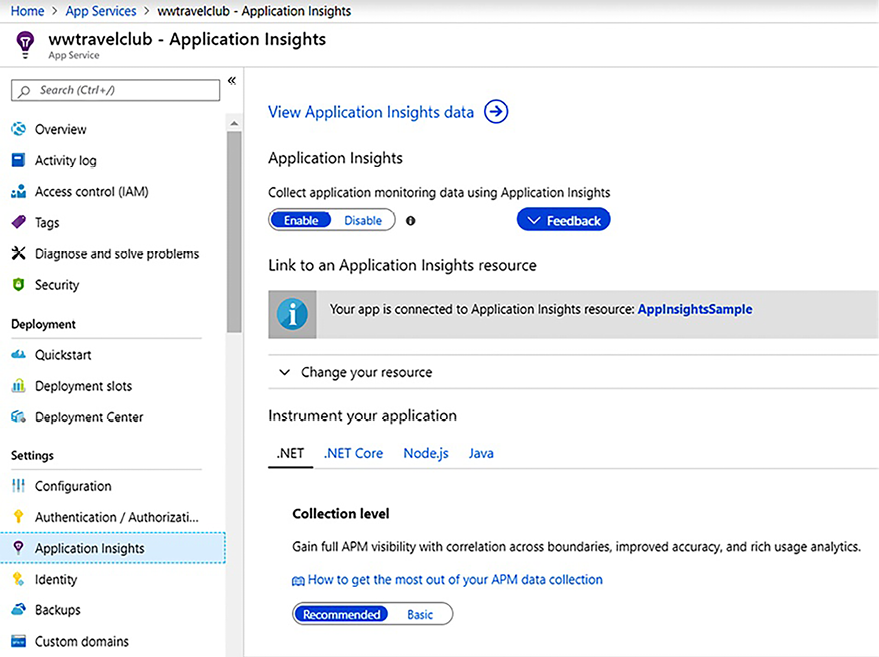 Home > App Services > wwtravelclub - Application Insights
wwtravelclub - Application Insights
App Service
Search (Ctrl+/)
«
Overview
Activity log
Access control (IAM)
Tags
Diagnose and solve problems
Security
Deployment
Quickstart
Deployment slots
Deployment Center
Settings
Configuration
Authentication / Authorizati...
Application Insights
Identity
Backups
Custom domains
View Application Insights data
Application Insights
Collect application monitoring data using Application Insights
Enable Disable Feedback
Link to an Application Insights resource
Your app is connected to Application Insights resource: AppInsightsSample
Change your resource
Instrument your application
.NET .NET Core Node.js Java
Collection level
Gain full APM visibility with correlation across boundaries, improved accuracy, and rich usage analytics.
How to get the most out of your APM data collection
Recommended Basic